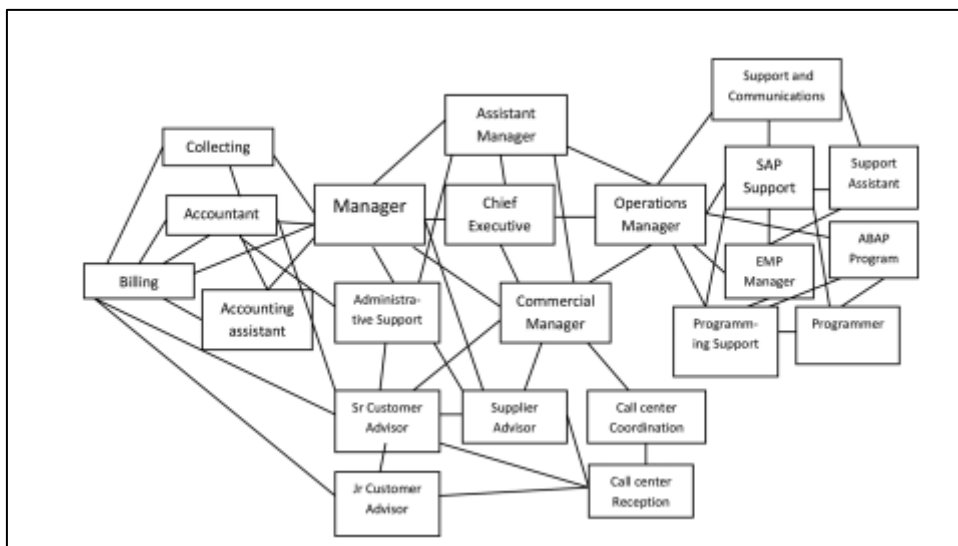 Support and
Communications
Assistant
Manager
Collecting
SAP
Support
Support
Assistant
Manager
Chief
Executive
Operations
Manager
Accountant
ABAP
Program
Billing
EMP
Manager
Accounting
assistant
Administra-
tive Support
Commercial
Manager
Programm-
ing Support
Programmer
Sr Customer
Advisor
Supplier
Advisor
Call center
Coordination
Jr Customer
Advisor
Call center
Reception